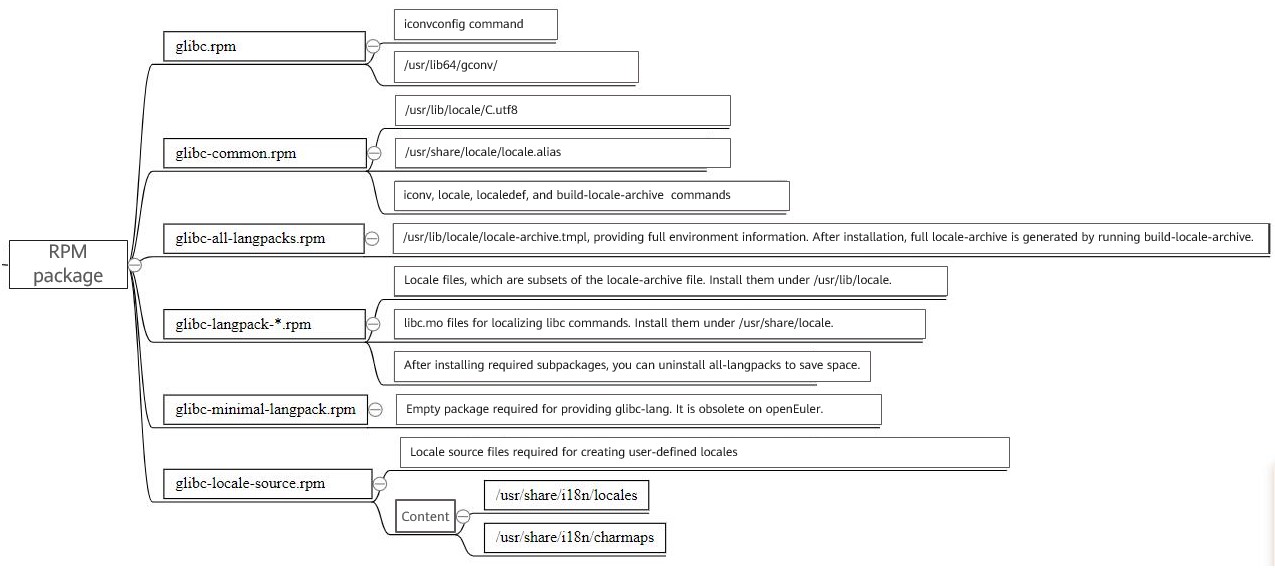 RPM
package
glibc.rpm
iconvconfig command
/usr/lib64/gconv/
glibc-common.rpm
/usr/lib/locale/C.utf8
/usr/share/locale/locale.alias
iconv, locale, localedef, and build-locale-archive commands
glibc-all-langpacks.rpm
/usr/lib/locale/locale-archive.tmpl, providing full environment information. After installation, full locale-archive is generated by running build-locale-archive.
glibc-langpack-*.rpm
Locale files, which are subsets of the locale-archive file. Install them under /usr/lib/locale.
libc.mo files for localizing libc commands. Install them under /usr/share/locale.
After installing required subpackages, you can uninstall all-langpacks to save space.
glibc-minimal-langpack.rpm
Empty package required for providing glibc-lang. It is obsolete on openEuler.
glibc-locale-source.rpm
Locale source files required for creating user-defined locales
Content
/usr/share/i18n/locales
/usr/share/i18n/charmaps